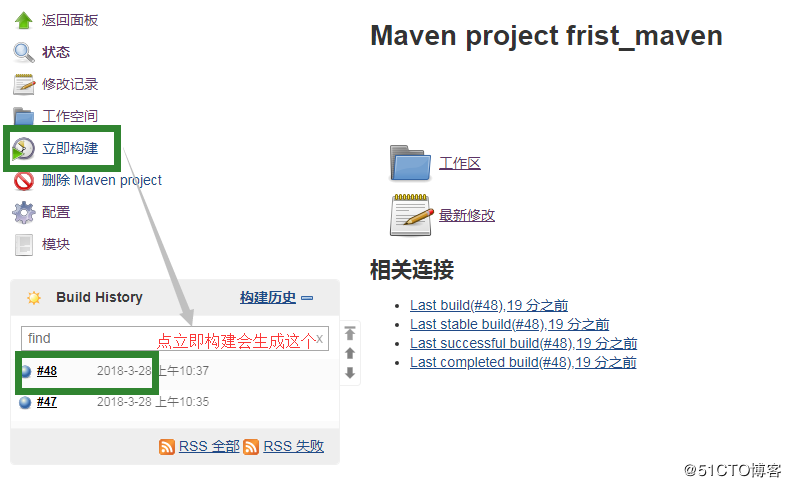 返回面板
状态
修改记录
工作空间
立即构建
删除 Maven project
配置
模块
Build History 构建历史
find x
点立即构建会生成这个
#48 2018-3-28 上午10:37
#47 2018-3-28 上午10:35
RSS 全部 RSS 失败
Maven project frist_maven
工作区
最新修改
相关连接
Last build(#48),19 分之前
Last stable build(#48),19 分之前
Last successful build(#48),19 分之前
Last completed build(#48),19 分之前
@51CTO博客